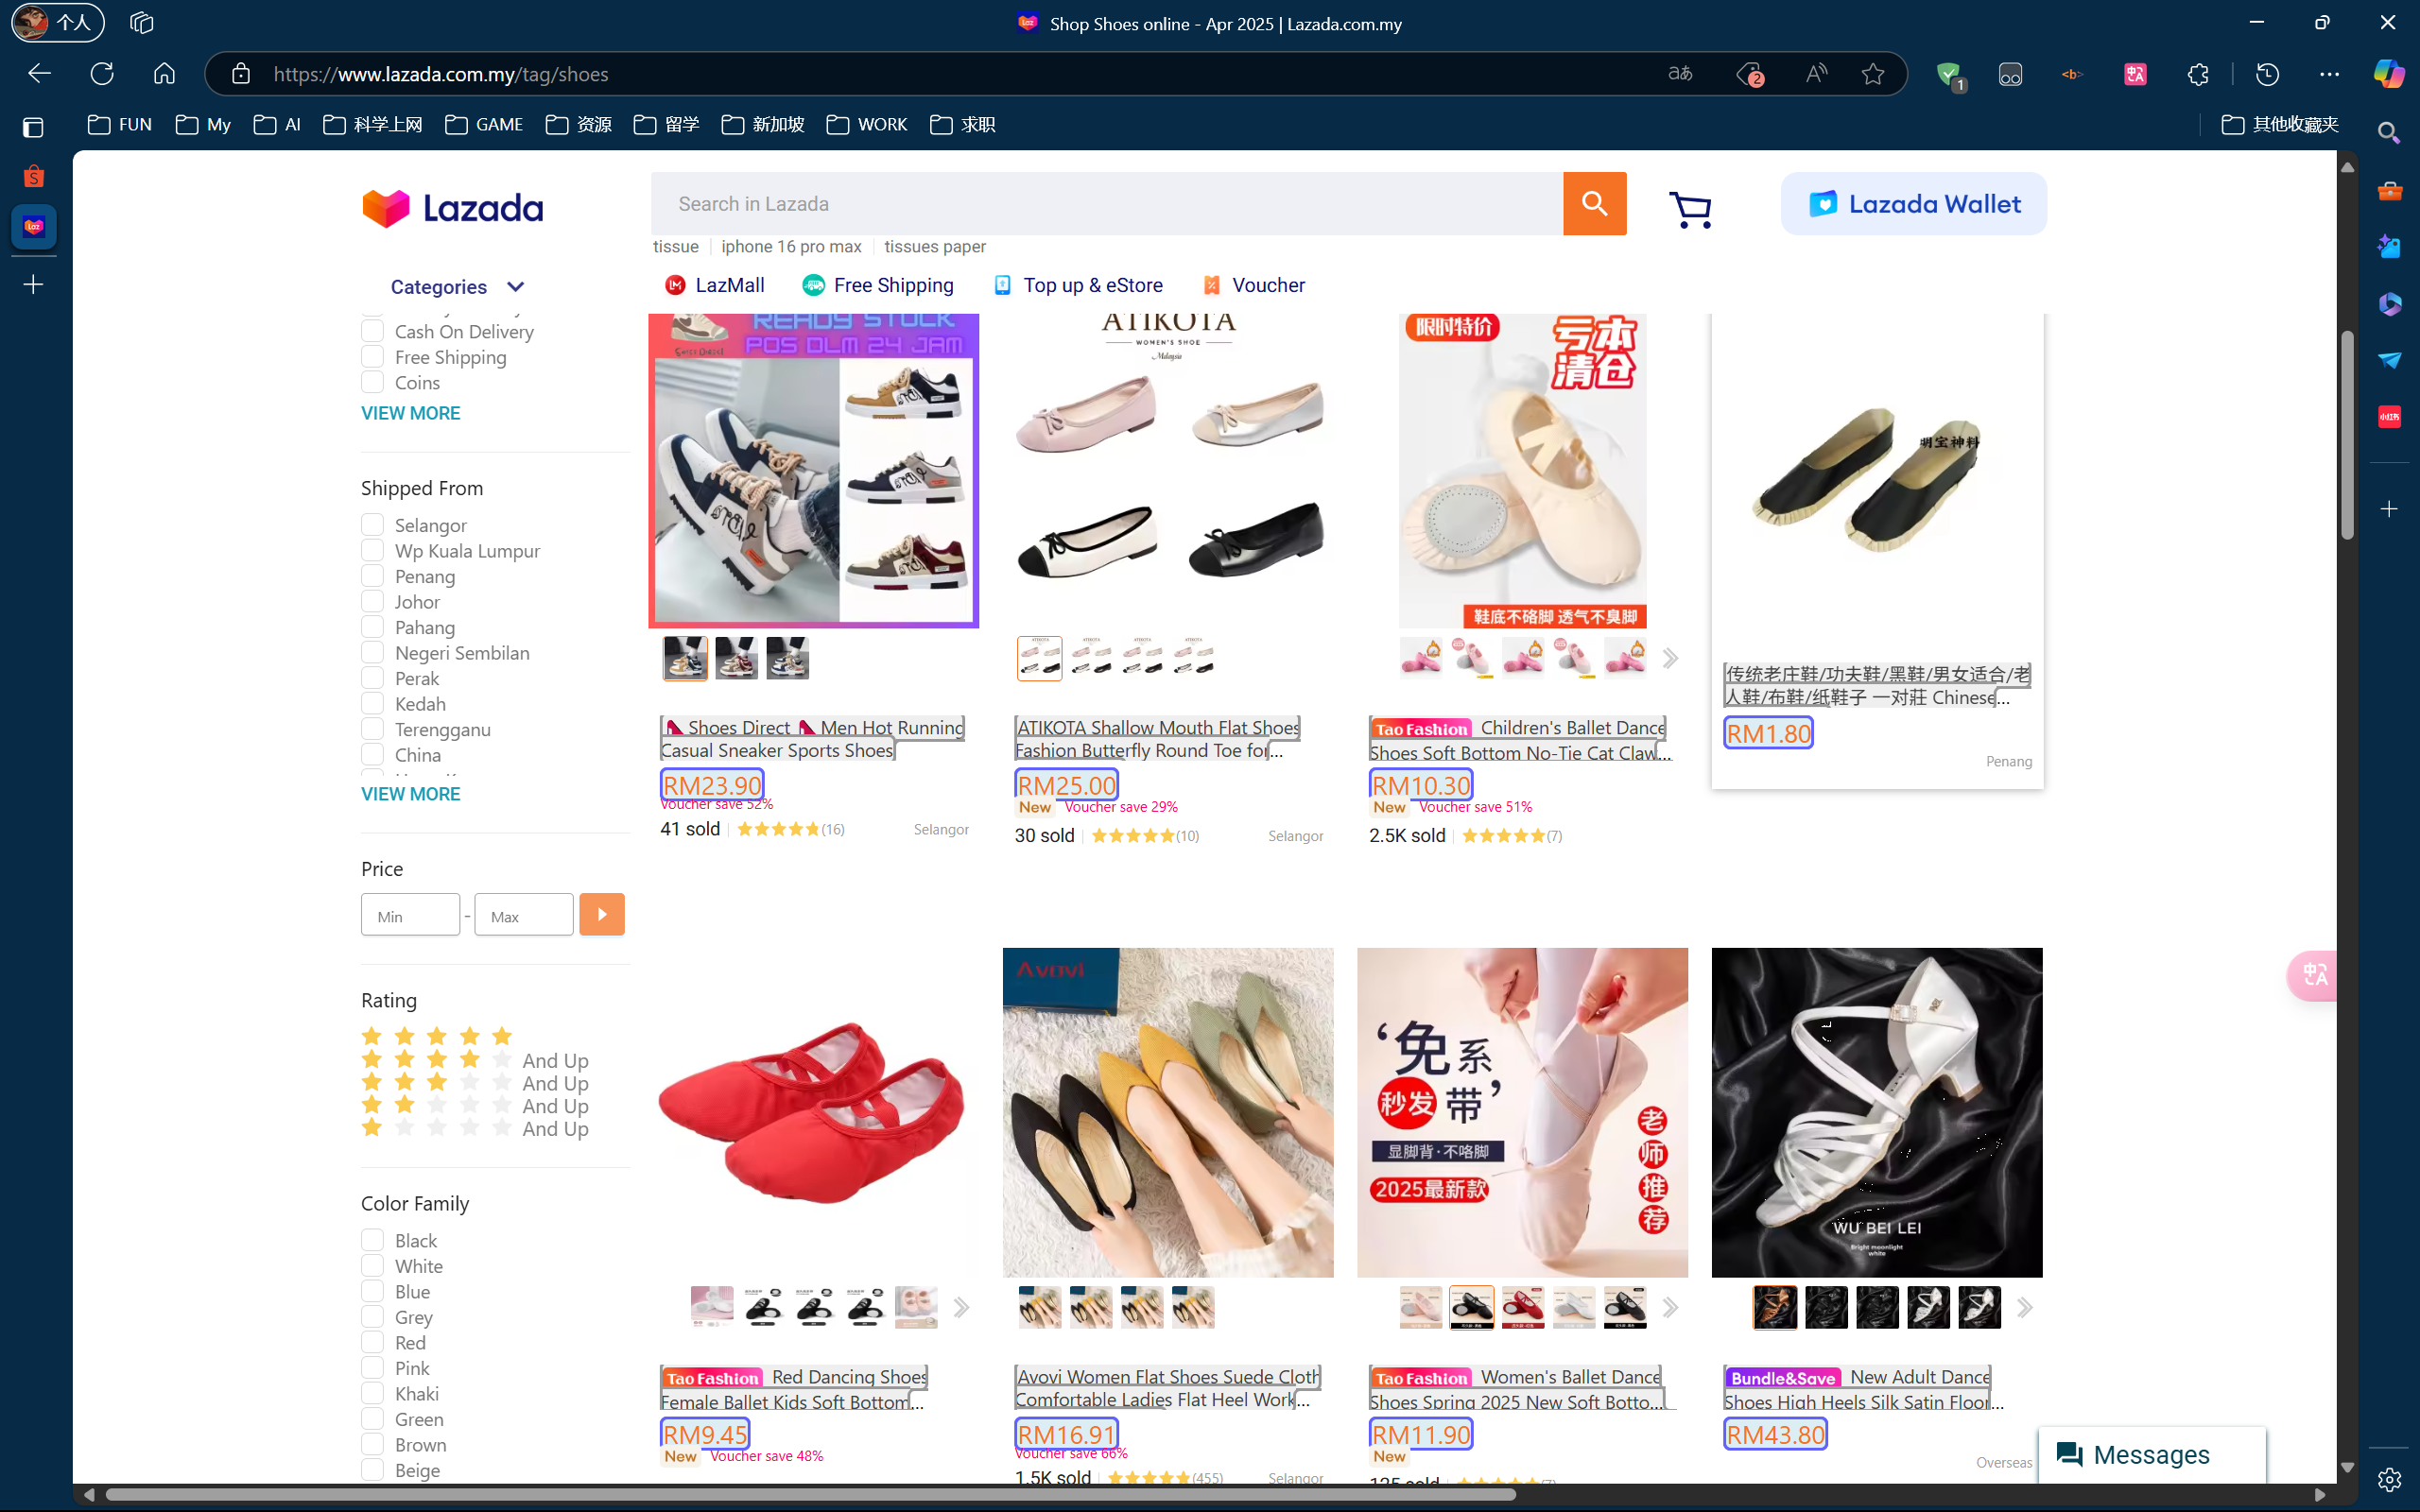 个人
Shop Shoes online - Apr 2025 | Lazada.com.my
https://www.lazada.com.my/tag/shoes
FUN
My
AI
科学上网
GAME
资源
留学
新加坡
WORK
求职
其他收藏夹
Lazada
Search in Lazada
Lazada Wallet
tissue
iphone 16 pro max
tissues paper
Categories
LazMall
Free Shipping
Top up & eStore
Voucher
Cash On Delivery
Free Shipping
Coins
VIEW MORE
Shipped From
Selangor
Wp Kuala Lumpur
Penang
Johor
Pahang
Negeri Sembilan
Perak
Kedah
Terengganu
China
VIEW MORE
Price
Min
-
Max
Rating
And Up
And Up
And Up
And Up
Color Family
Black
White
Blue
Grey
Red
Pink
Khaki
Green
Brown
Beige
READY STOCK
POS DLM 24 JAM
👠 Shoes Direct 👠 Men Hot Running
Casual Sneaker Sports Shoes
RM23.90
Voucher save 52%
41 sold
(16)
Selangor
ATIKOTA
WOMEN'S SHOE
Malaysia
ATIKOTA Shallow Mouth Flat Shoes
Fashion Butterfly Round Toe for...
RM25.00
New Voucher save 29%
30 sold
(10)
Selangor
限时特价
亏本
清仓
鞋底不硌脚 透气不臭脚
Tao Fashion Children's Ballet Dance
Shoes Soft Bottom No-Tie Cat Claw...
RM10.30
New Voucher save 51%
2.5K sold
(7)
明宝神料
传统老庄鞋/功夫鞋/黑鞋/男女适合/老
人鞋/布鞋/纸鞋子 一对莊 Chinese...
RM1.80
Penang
Tao Fashion Red Dancing Shoes
Female Ballet Kids Soft Bottom...
RM9.45
New Voucher save 48%
Avovi
Avovi Women Flat Shoes Suede Cloth
Comfortable Ladies Flat Heel Work...
RM16.91
Voucher save 66%
1.5K sold
(455)
Selangor
‘免系
秒发 带’
显脚背·不咯脚
2025最新款
老
师
推
荐
Tao Fashion Women's Ballet Dance
Shoes Spring 2025 New Soft Botto...
RM11.90
New
135 sold
WU BEI LEI
Bright moonlight
white
Bundle&Save New Adult Dance
Shoes High Heels Silk Satin Floor...
RM43.80
Overseas
Messages